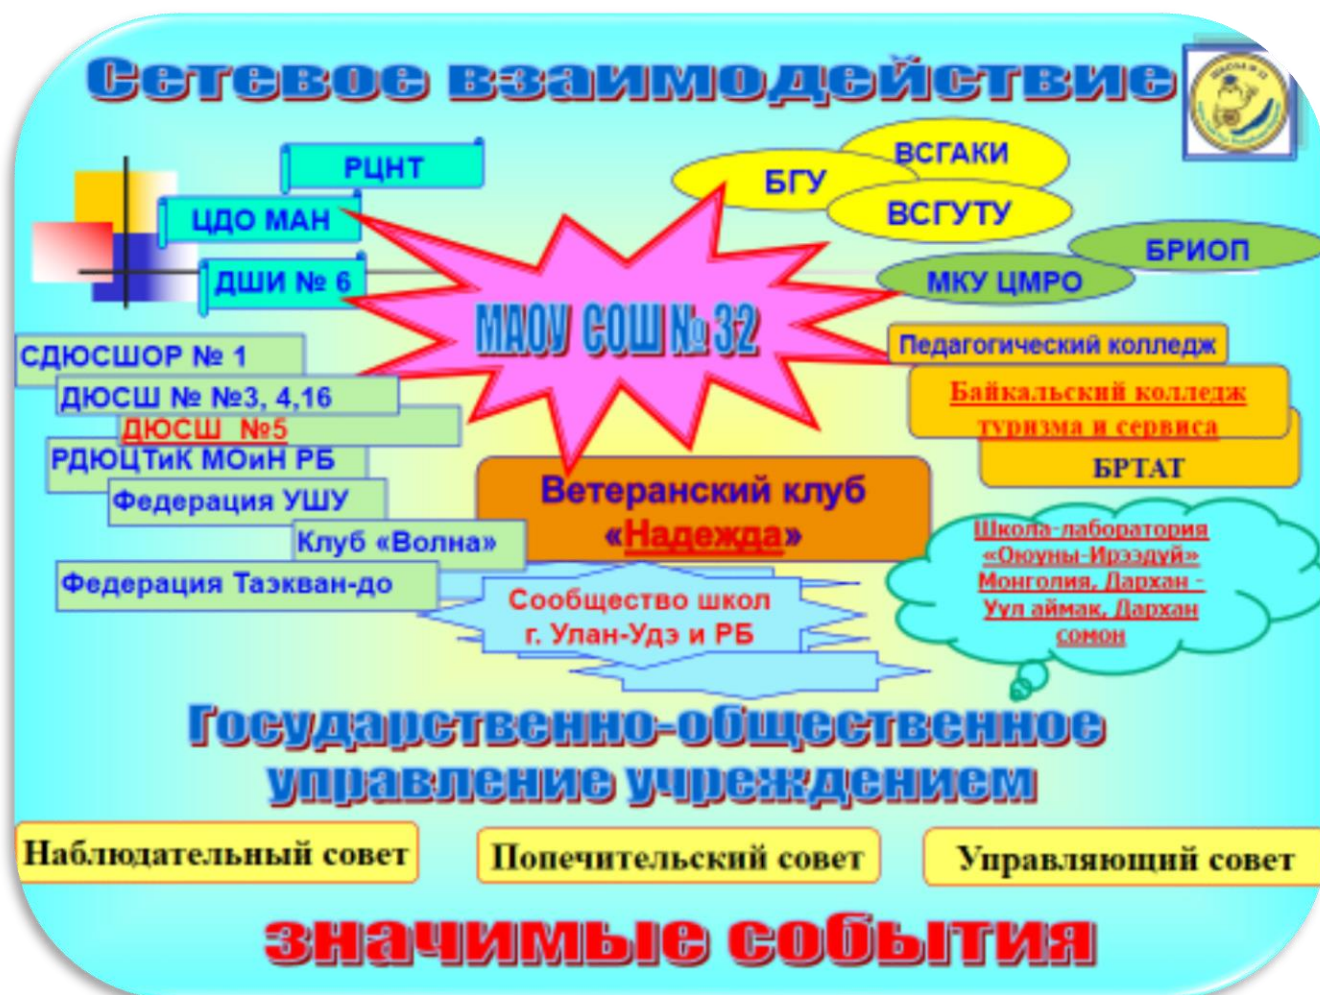 Сетевое взаимодействие
РЦНТ
ЦДО МАН
ДШИ № 6
ВСГАКИ
БГУ
ВСГУТУ
БРИОП
МКУ ЦМРО
МАОУ СОШ № 32
СДЮСШОР № 1
ДЮСШ № №3, 4,16
ДЮСШ №5
РДЮЦТиК МОиН РБ
Федерация УШУ
Клуб «Волна»
Федерация Таэкван-до
Педагогический колледж
Байкальский колледж
туризма и сервиса
БРТАТ
Ветеранский клуб
«Надежда»
Сообщество школ
г. Улан-Удэ и РБ
Школа-лаборатория
«Оюуны-Ирээдуй»
Монголия, Дархан -
Уул аймак, Дархан
сомон
Государственно-общественное
управление учреждением
Наблюдательный совет
Попечительский совет
Управляющий совет
значимые события